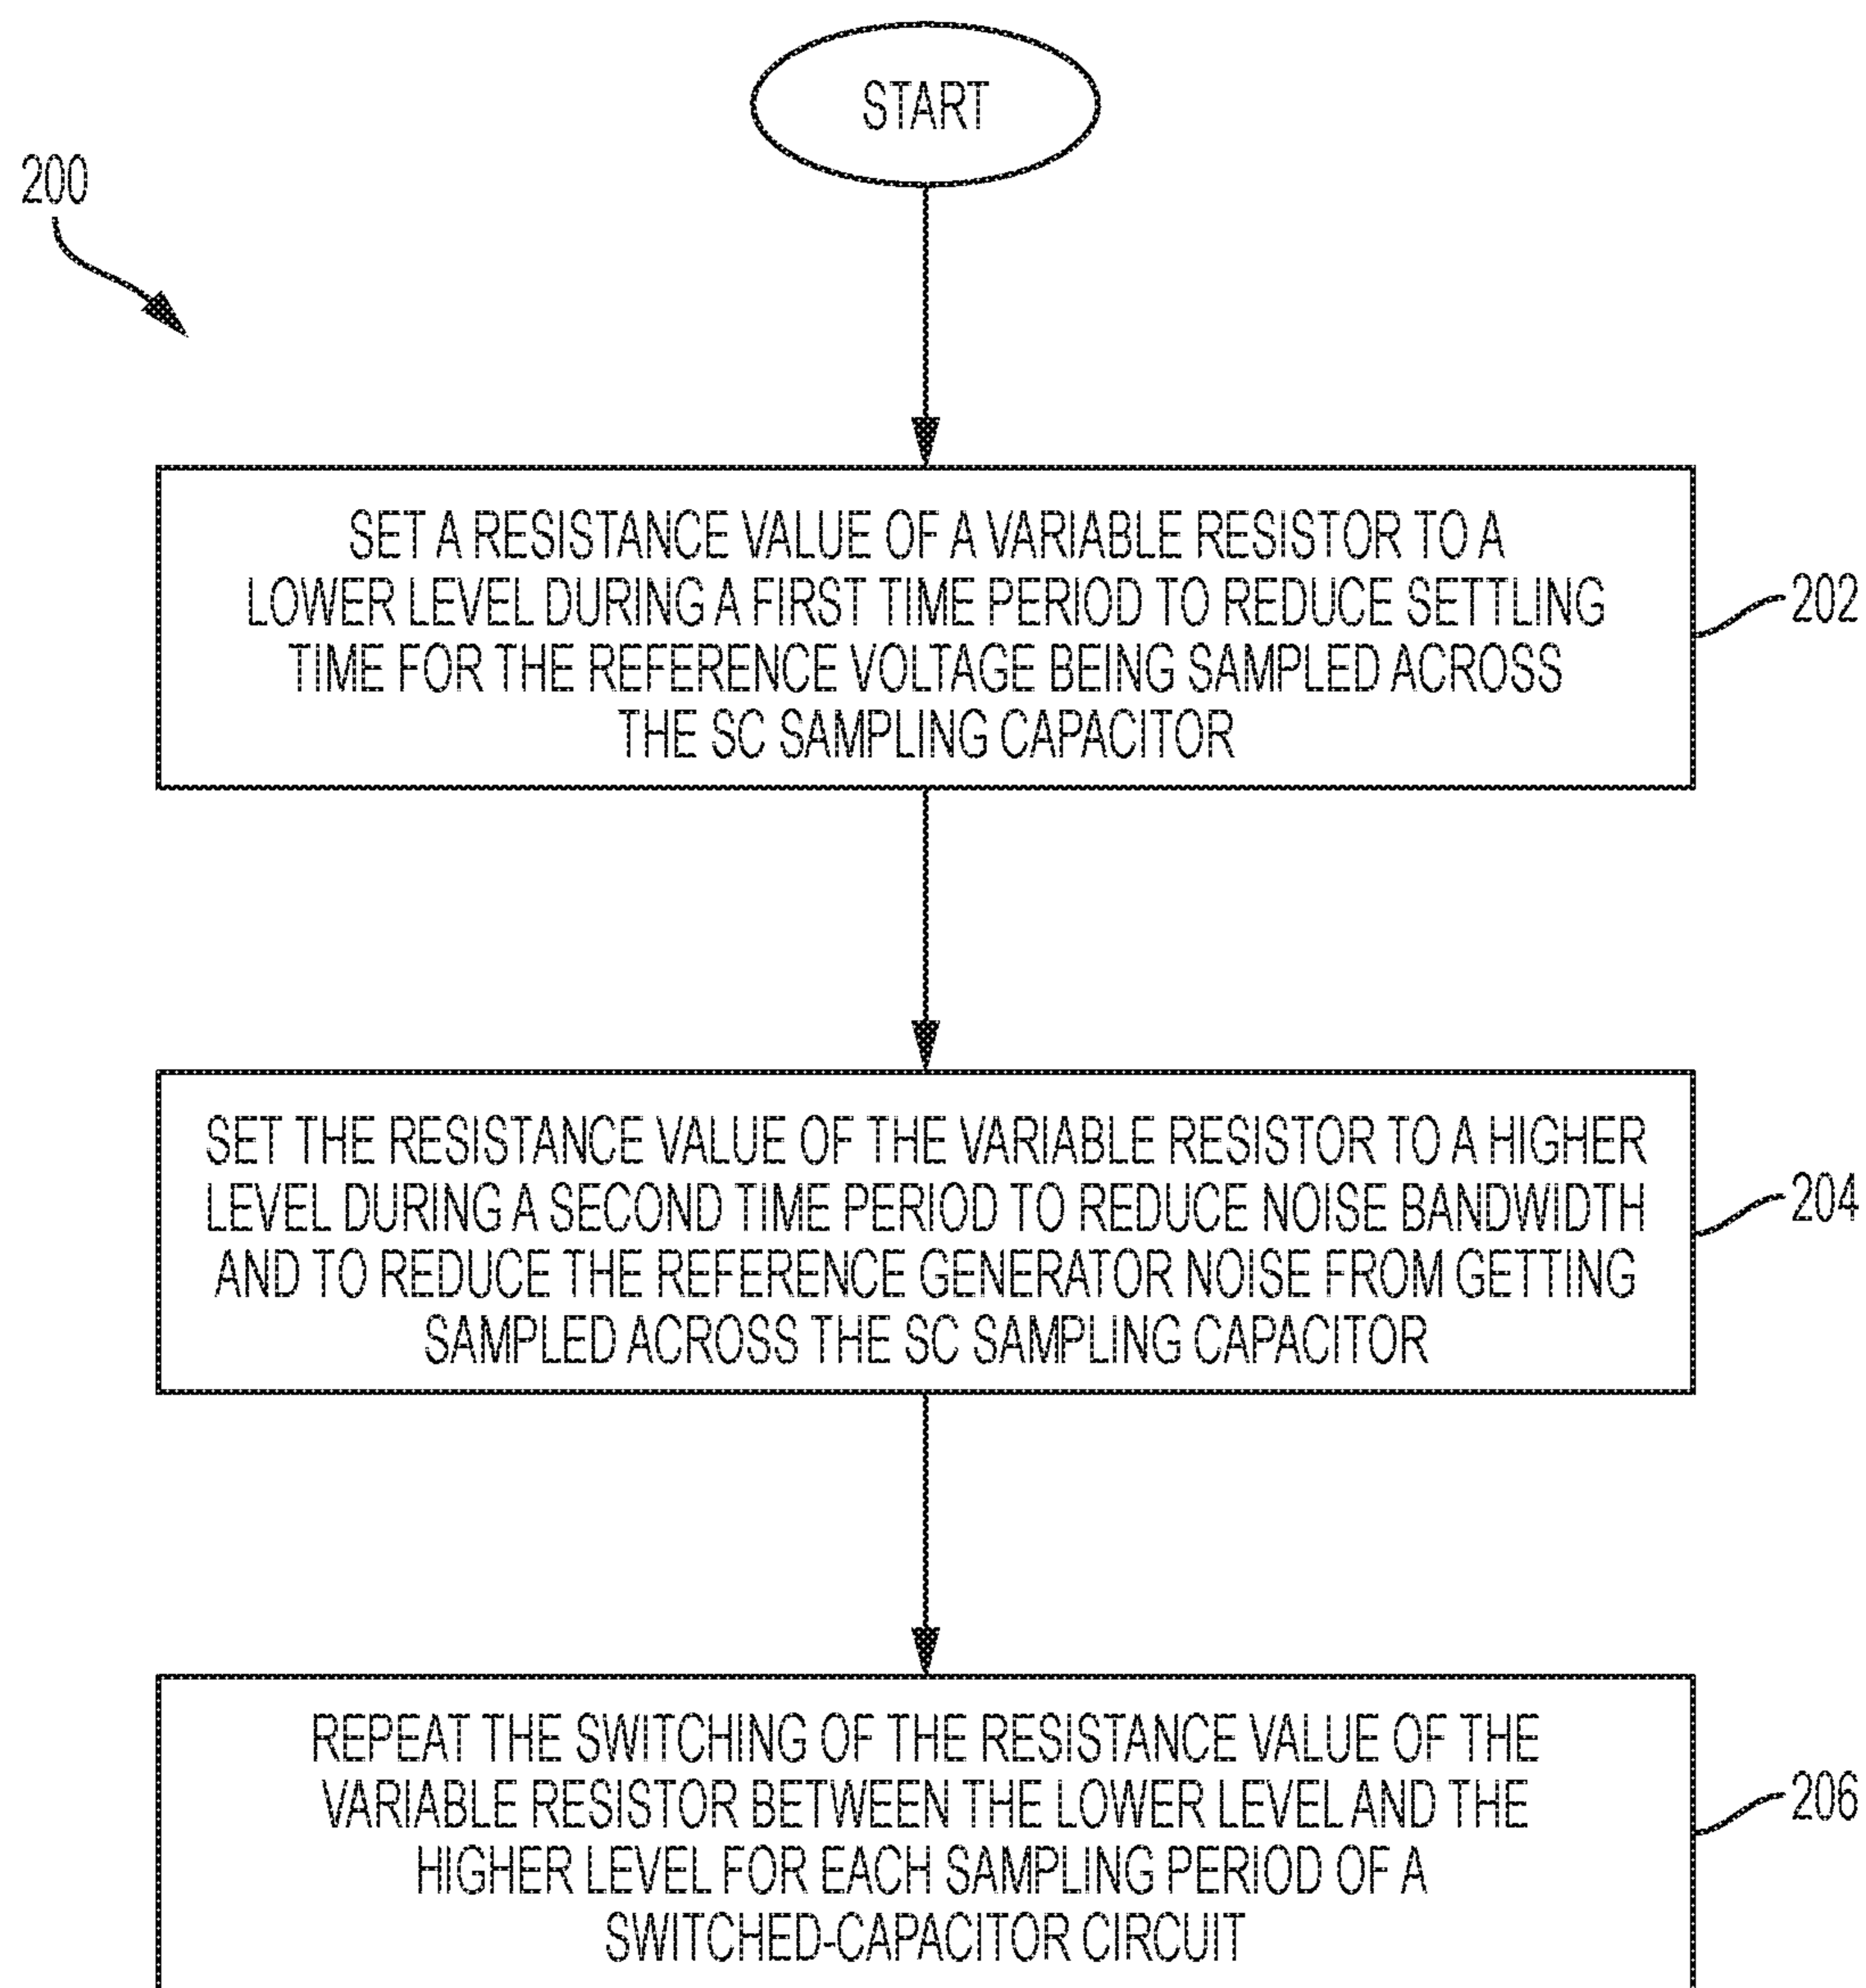 START
200
SET A RESISTANCE VALUE OF A VARIABLE RESISTOR TO A
LOWER LEVEL DURING A FIRST TIME PERIOD TO REDUCE SETTLING
TIME FOR THE REFERENCE VOLTAGE BEING SAMPLED ACROSS
THE SC SAMPLING CAPACITOR
202
SET THE RESISTANCE VALUE OF THE VARIABLE RESISTOR TO A HIGHER
LEVEL DURING A SECOND TIME PERIOD TO REDUCE NOISE BANDWIDTH
AND TO REDUCE THE REFERENCE GENERATOR NOISE FROM GETTING
SAMPLED ACROSS THE SC SAMPLING CAPACITOR
204
REPEAT THE SWITCHING OF THE RESISTANCE VALUE OF THE
VARIABLE RESISTOR BETWEEN THE LOWER LEVEL AND THE
HIGHER LEVEL FOR EACH SAMPLING PERIOD OF A
SWITCHED-CAPACITOR CIRCUIT
206